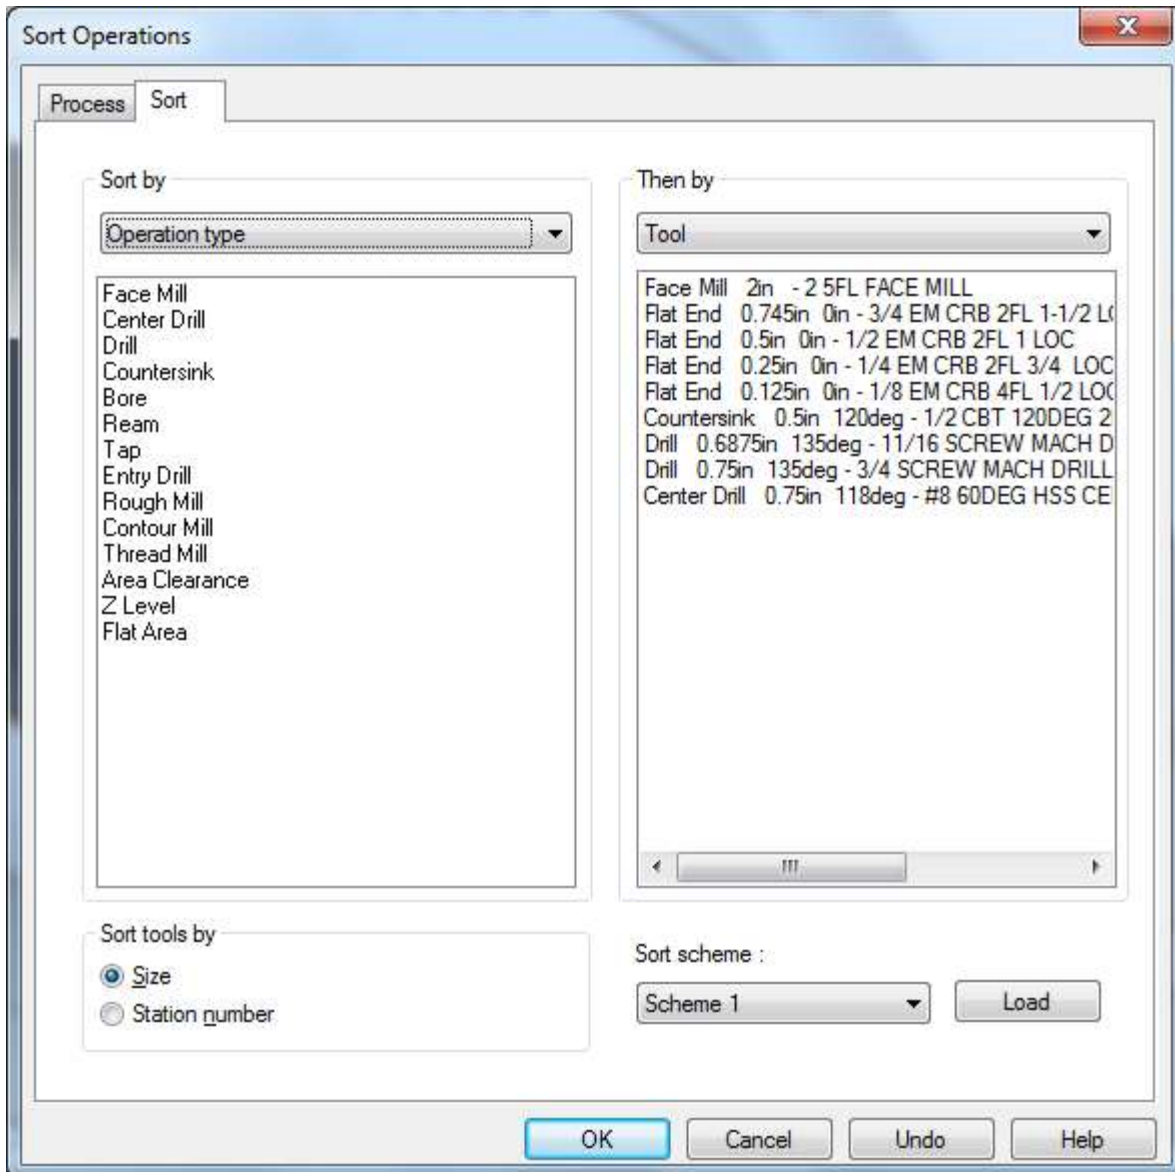 Sort Operations
Process
Sort
Sort by
Operation type
Face Mill
Center Drill
Drill
Countersink
Bore
Ream
Tap
Entry Drill
Rough Mill
Contour Mill
Thread Mill
Area Clearance
Z Level
Flat Area
Then by
Tool
Face Mill 2in - 2 5FL FACE MILL
Flat End 0.745in 0in - 3/4 EM CRB 2FL 1-1/2
Flat End 0.5in 0in - 1/2 EM CRB 2FL 1 LOC
Flat End 0.25in 0in - 1/4 EM CRB 2FL 3/4 LOC
Flat End 0.125in 0in - 1/8 EM CRB 4FL 1/2 LOC
Countersink 0.5in 120deg - 1/2 CBT 120DEG 2
Drill 0.6875in 135deg - 11/16 SCREW MACH D
Drill 0.75in 135deg - 3/4 SCREW MACH DRILL
Center Drill 0.75in 118deg - #8 60DEG HSS CE
Sort tools by
Size
Station number
Sort scheme :
Scheme 1
Load
OK
Cancel
Undo
Help